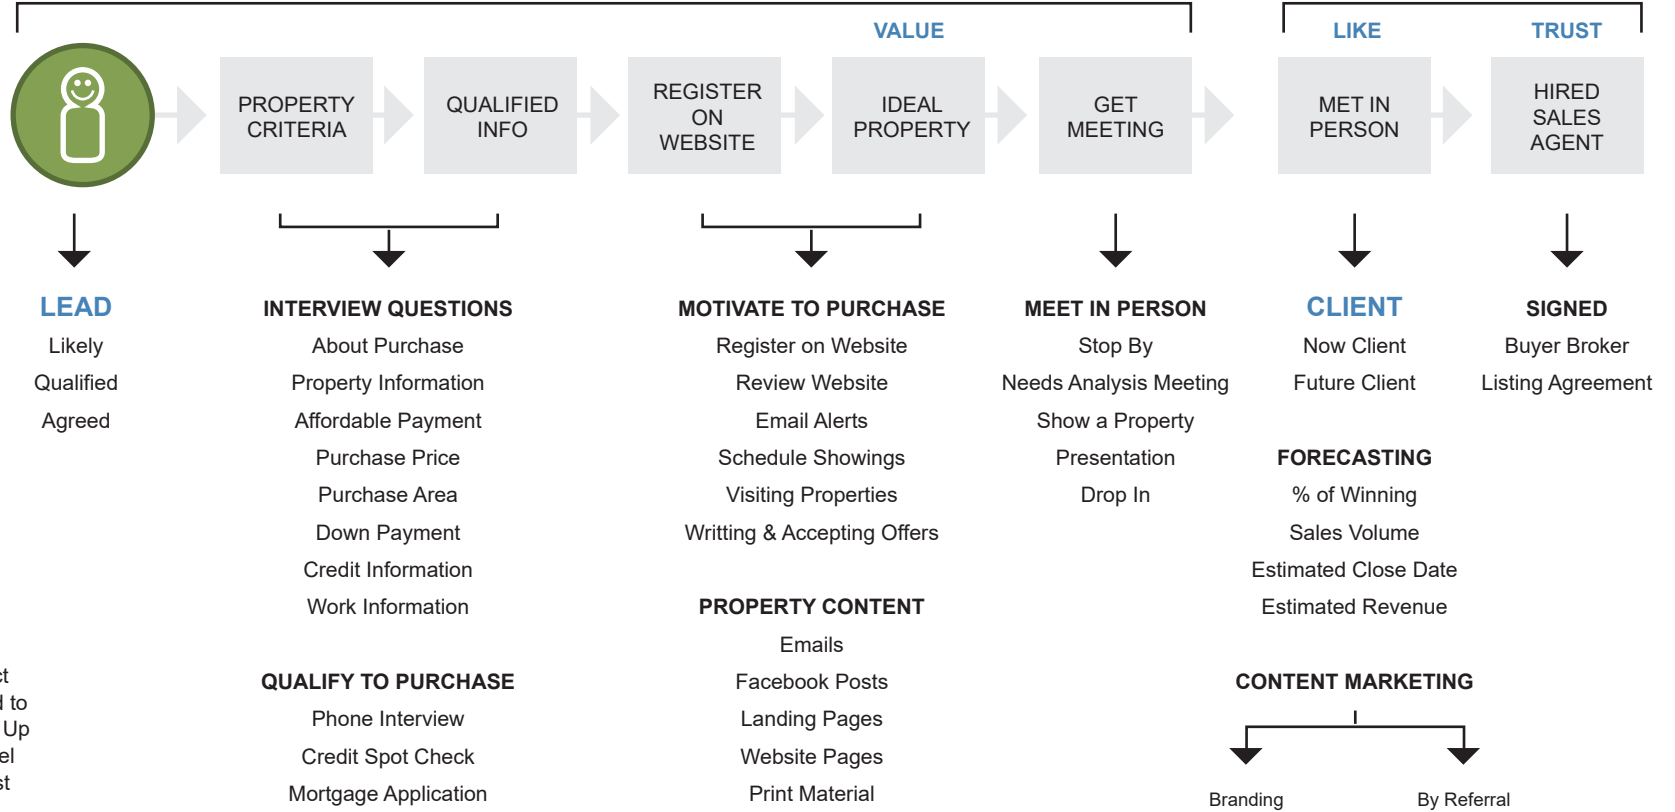 VALUE
LIKE
TRUST
PROPERTY
CRITERIA
QUALIFIED
INFO
REGISTER
ON
WEBSITE
IDEAL
PROPERTY
GET
MEETING
MET IN
PERSON
HIRED
SALES
AGENT
LEAD
Likely
Qualified
Agreed
INTERVIEW QUESTIONS
About Purchase
Property Information
Affordable Payment
Purchase Price
Purchase Area
Down Payment
Credit Information
Work Information
QUALIFY TO PURCHASE
Phone Interview
Credit Spot Check
Mortgage Application
MOTIVATE TO PURCHASE
Register on Website
Review Website
Email Alerts
Schedule Showings
Visiting Properties
Writting & Accepting Offers
PROPERTY CONTENT
Emails
Facebook Posts
Landing Pages
Website Pages
Print Material
MEET IN PERSON
Stop By
Needs Analysis Meeting
Show a Property
Presentation
Drop In
CLIENT
Now Client
Future Client
FORECASTING
% of Winning
Sales Volume
Estimated Close Date
Estimated Revenue
CONTENT MARKETING
Branding
By Referral
SIGNED
Buyer Broker
Listing Agreement
to
Up